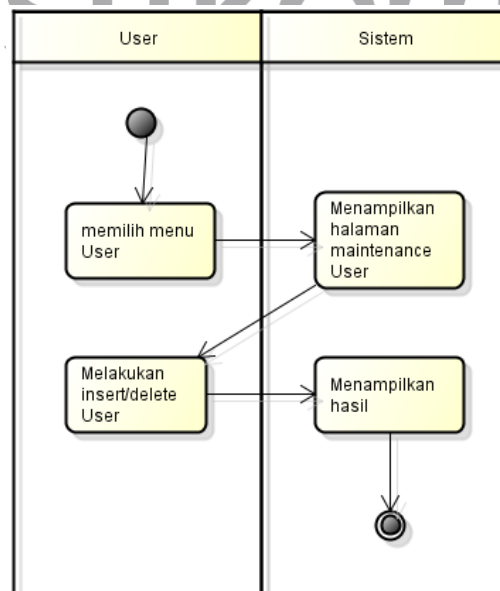 User
Sistem
memilih menu
User
Menampilkan
halaman
maintenance
User
Melakukan
insert/delete
User
Menampilkan
hasil